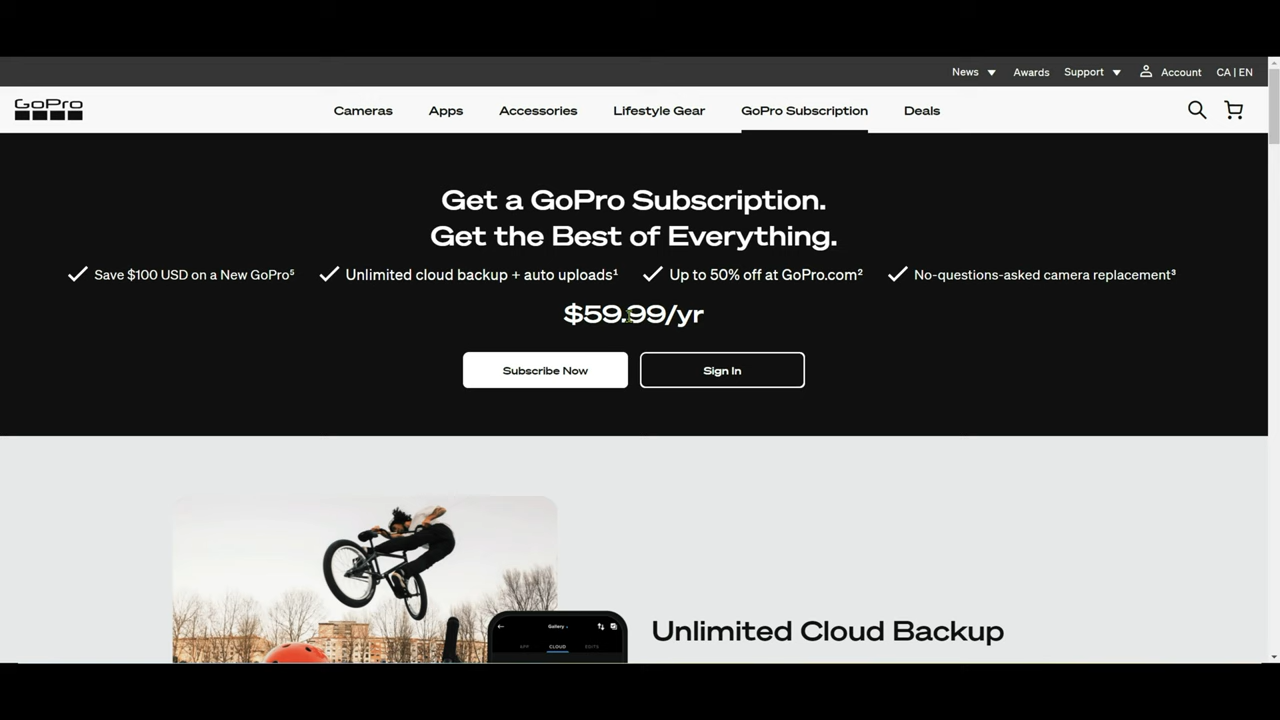 News Awards Support Account CA | EN
GoPro Cameras Apps Accessories Lifestyle Gear GoPro Subscription Deals
Get a GoPro Subscription.
Get the Best of Everything.
Save $100 USD on a New GoPro⁵ Unlimited cloud backup + auto uploads¹ Up to 50% off at GoPro.com² No-questions-asked camera replacement³
$59.99/yr
Subscribe Now Sign In
Gallery
APP CLOUD EDITS
Unlimited Cloud Backup